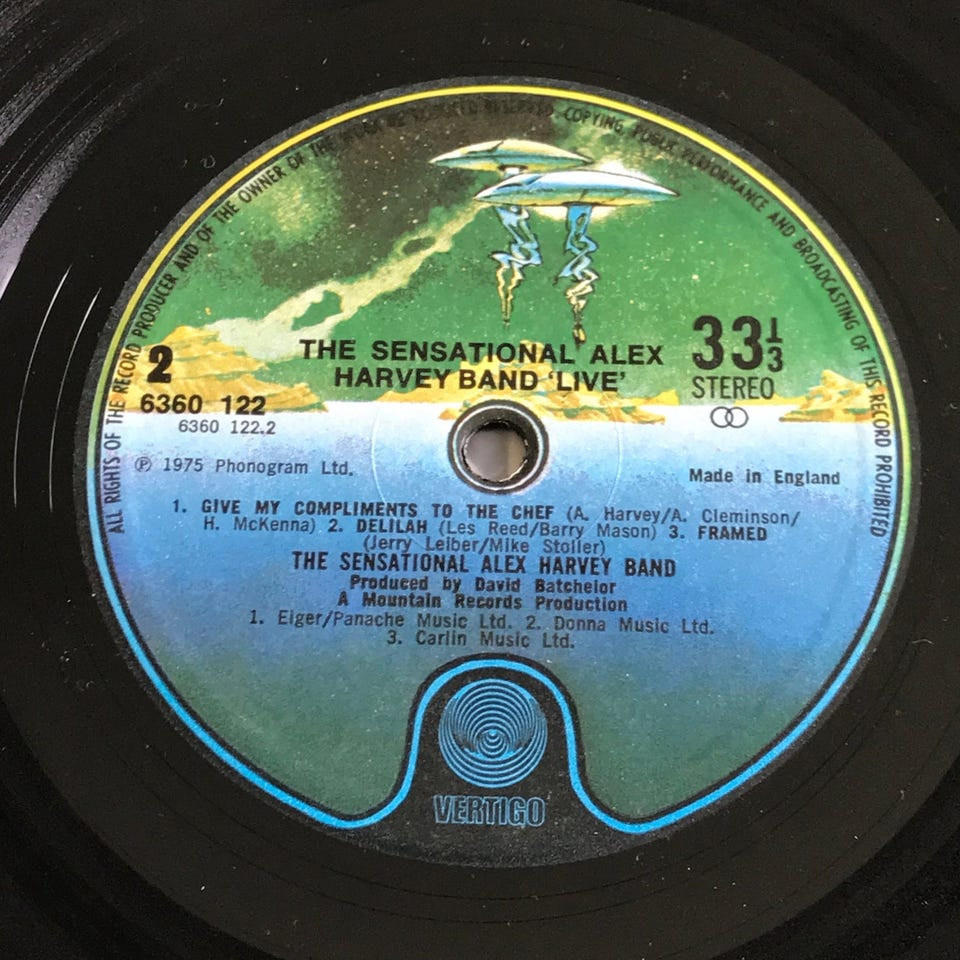 ALL RIGHTS OF THE RECORD PRODUCER AND OF THE OWNER OF THE WORK REPRODUCED RESERVED. COPYING, PUBLIC PERFORMANCE AND BROADCASTING OF THIS RECORD PROHIBITED
THE SENSATIONAL ALEX
HARVEY BAND 'LIVE'
2
6360 122
6360 122.2
33⅓
STEREO
℗ 1975 Phonogram Ltd.
Made in England
1. GIVE MY COMPLIMENTS TO THE CHEF (A. Harvey/A. Cleminson/
H. McKenna) 2. DELILAH (Les Reed/Barry Mason) 3. FRAMED
(Jerry Leiber/Mike Stoller)
THE SENSATIONAL ALEX HARVEY BAND
Produced by David Batchelor
A Mountain Records Production
1. Eiger/Panache Music Ltd. 2. Donna Music Ltd.
3. Carlin Music Ltd.
VERTIGO